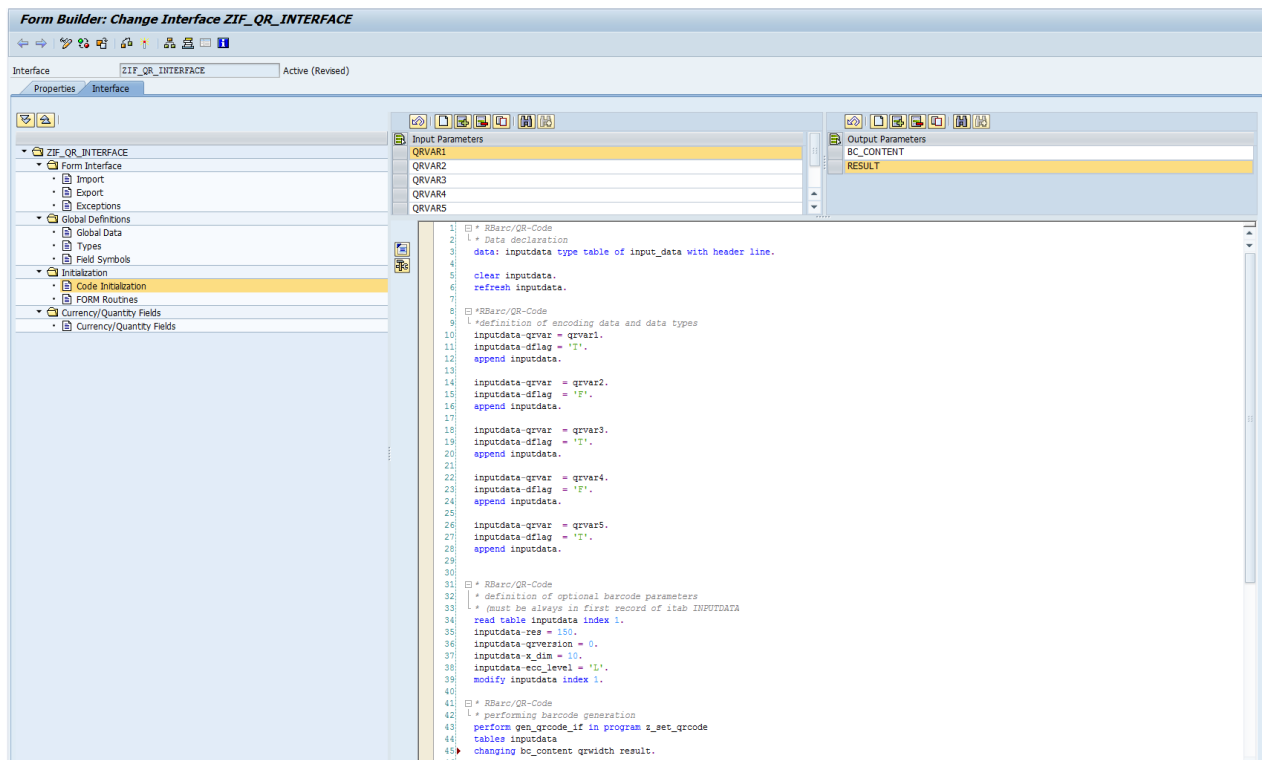 Form Builder: Change Interface ZIF_QR_INTERFACE
Interface ZIF_QR_INTERFACE Active (Revised)
Properties Interface
Input Parameters
QRVAR1
QRVAR2
QRVAR3
QRVAR4
QRVAR5
Output Parameters
BC_CONTENT
RESULT
ZIF_QR_INTERFACE
Form Interface
Import
Export
Exceptions
Global Definitions
Global Data
Types
Field Symbols
Initialization
Code Initialization
FORM Routines
Currency/Quantity Fields
Currency/Quantity Fields
1 * RBarc/QR-Code
2 * Data declaration
3 data: inputdata type table of input_data with header line.
4
5 clear inputdata.
6 refresh inputdata.
7
8 *RBarc/QR-Code
9 *definition of encoding data and data types
10 inputdata-qrvar = qrvar1.
11 inputdata-dflag = 'T'.
12 append inputdata.
13
14 inputdata-qrvar = qrvar2.
15 inputdata-dflag = 'F'.
16 append inputdata.
17
18 inputdata-qrvar = qrvar3.
19 inputdata-dflag = 'T'.
20 append inputdata.
21
22 inputdata-qrvar = qrvar4.
23 inputdata-dflag = 'F'.
24 append inputdata.
25
26 inputdata-qrvar = qrvar5.
27 inputdata-dflag = 'T'.
28 append inputdata.
29
30
31 * RBarc/QR-Code
32 * definition of optional barcode parameters
33 * (must be always in first record of itab INPUTDATA
34 read table inputdata index 1.
35 inputdata-res = 150.
36 inputdata-qrversion = 0.
37 inputdata-x_dim = 10.
38 inputdata-ecc_level = 'L'.
39 modify inputdata index 1.
40
41 * RBarc/QR-Code
42 * performing barcode generation
43 perform gen_qrcode_if in program z_set_qrcode
44 tables inputdata
45 changing bc_content qrwidth result.